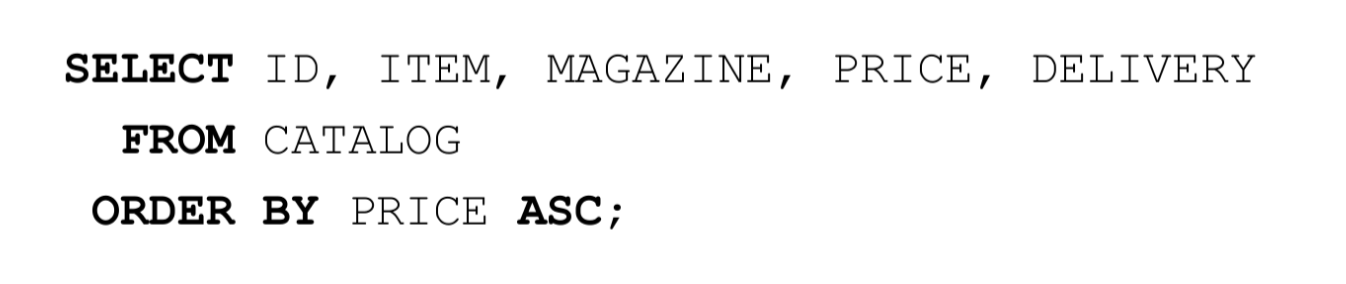 SELECT ID, ITEM, MAGAZINE, PRICE, DELIVERY
FROM CATALOG
ORDER BY PRICE ASC;